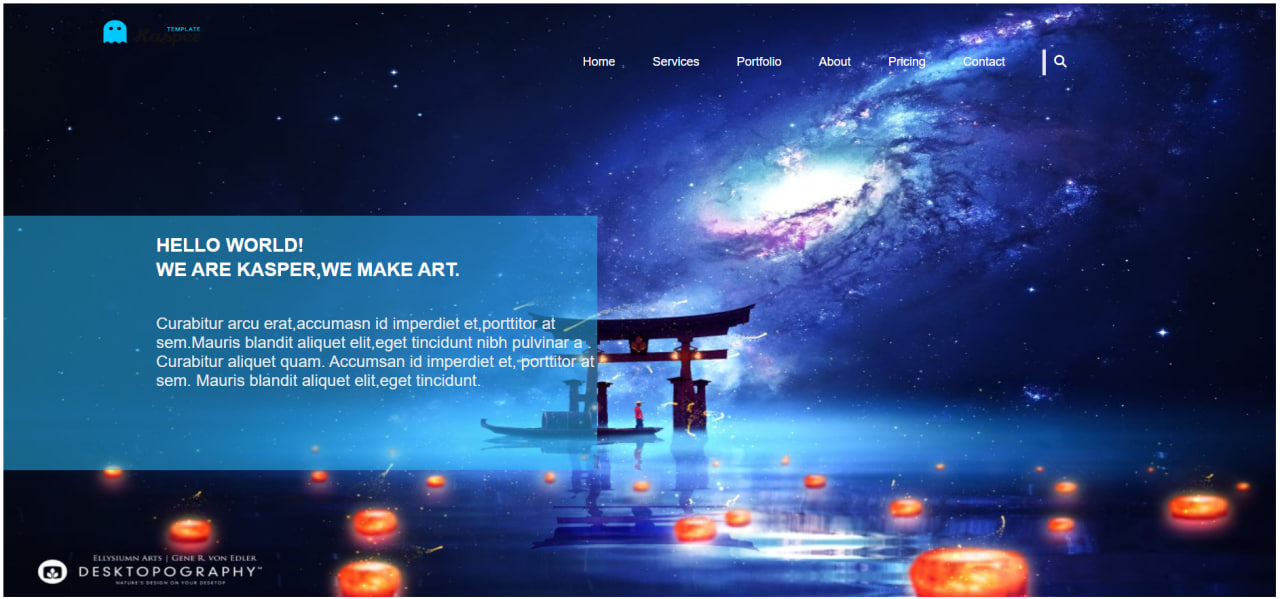 TEMPLATE
Kasper
Home Services Portfolio About Pricing Contact
HELLO WORLD!
WE ARE KASPER,WE MAKE ART.
Curabitur arcu erat,accumasn id imperdiet et,porttitor at
sem.Mauris blandit aliquet elit,eget tincidunt nibh pulvinar a .
Curabitur aliquet quam. Accumsan id imperdiet et, porttitor at
sem. Mauris blandit aliquet elit,eget tincidunt.
ELLYSIUMN ARTS | GENE R. VON EDLER
DESKTOPOGRAPHY™
NATURE'S DESIGN ON YOUR DESKTOP